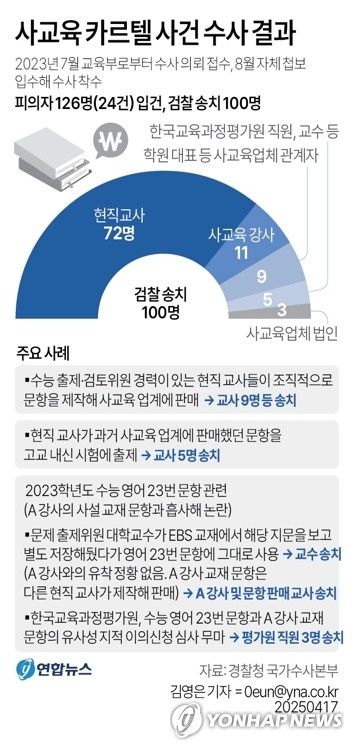 사교육 카르텔 사건 수사 결과
2023년 7월 교육부로부터 수사 의뢰 접수, 8월 자체 첩보
입수해 수사 착수
피의자 126명(24건) 입건, 검찰 송치 100명
한국교육과정평가원 직원, 교수 등
학원 대표 등 사교육업체 관계자
₩
현직교사
72명
사교육 강사
11
9
5
3
검찰 송치
100명
사교육업체 법인
주요 사례
▪수능 출제·검토위원 경력이 있는 현직 교사들이 조직적으로
문항을 제작해 사교육 업계에 판매 → 교사 9명 등 송치
▪현직 교사가 과거 사교육 업계에 판매했던 문항을
고교 내신 시험에 출제 → 교사 5명 송치
2023학년도 수능 영어 23번 문항 관련
(A 강사의 사설 교재 문항과 흡사해 논란)
▪문제 출제위원 대학교수가 EBS 교재에서 해당 지문을 보고
별도 저장해뒀다가 영어 23번 문항에 그대로 사용 → 교수 송치
(A 강사와의 유착 정황 없음. A 강사 교재 문항은
다른 현직 교사가 제작해 판매) → A 강사 및 문항 판매 교사 송치
▪한국교육과정평가원, 수능 영어 23번 문항과 A 강사 교재
문항의 유사성 지적 이의신청 심사 무마 → 평가원 직원 3명 송치
연합뉴스
자료: 경찰청 국가수사본부
김영은 기자 = 0eun@yna.co.kr
20250417
YONHAP NEWS